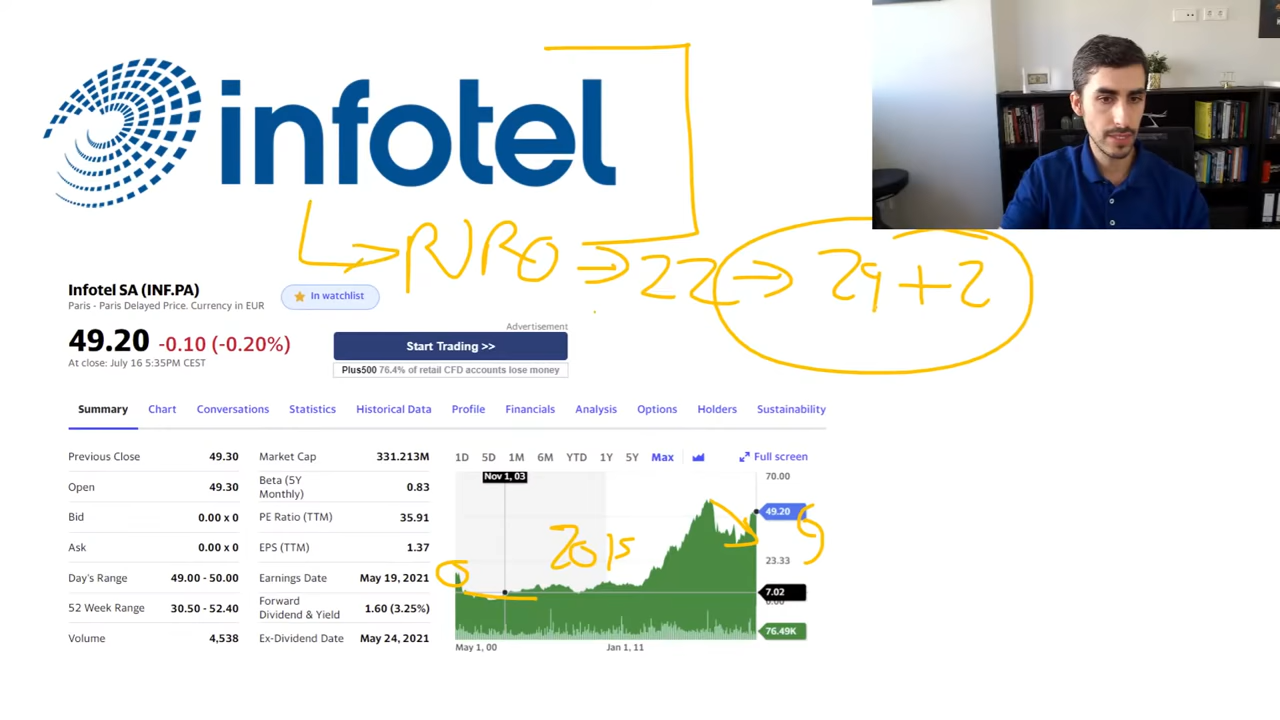 infotel
22 29 + 2
Infotel SA (INF.PA)
In watchlist
Paris - Paris Delayed Price. Currency in EUR
49.20 -0.10 (-0.20%)
At close: July 16 5:35PM CEST
Advertisement
Start Trading >>
Plus500 76.4% of retail CFD accounts lose money
Summary Chart Conversations Statistics Historical Data Profile Financials Analysis Options Holders Sustainability
Previous Close 49.30
Open 49.30
Bid 0.00 x 0
Ask 0.00 x 0
Day's Range 49.00 - 50.00
52 Week Range 30.50 - 52.40
Volume 4,538
Market Cap 331.213M
Beta (5Y Monthly) 0.83
PE Ratio (TTM) 35.91
EPS (TTM) 1.37
Earnings Date May 19, 2021
Forward Dividend & Yield 1.60 (3.25%)
Ex-Dividend Date May 24, 2021
1D 5D 1M 6M YTD 1Y 5Y Max Full screen
Nov 1, 03
70.00
49.20
2015
23.33
7.02
0.00
76.49K
May 1, 00 Jan 1, 11